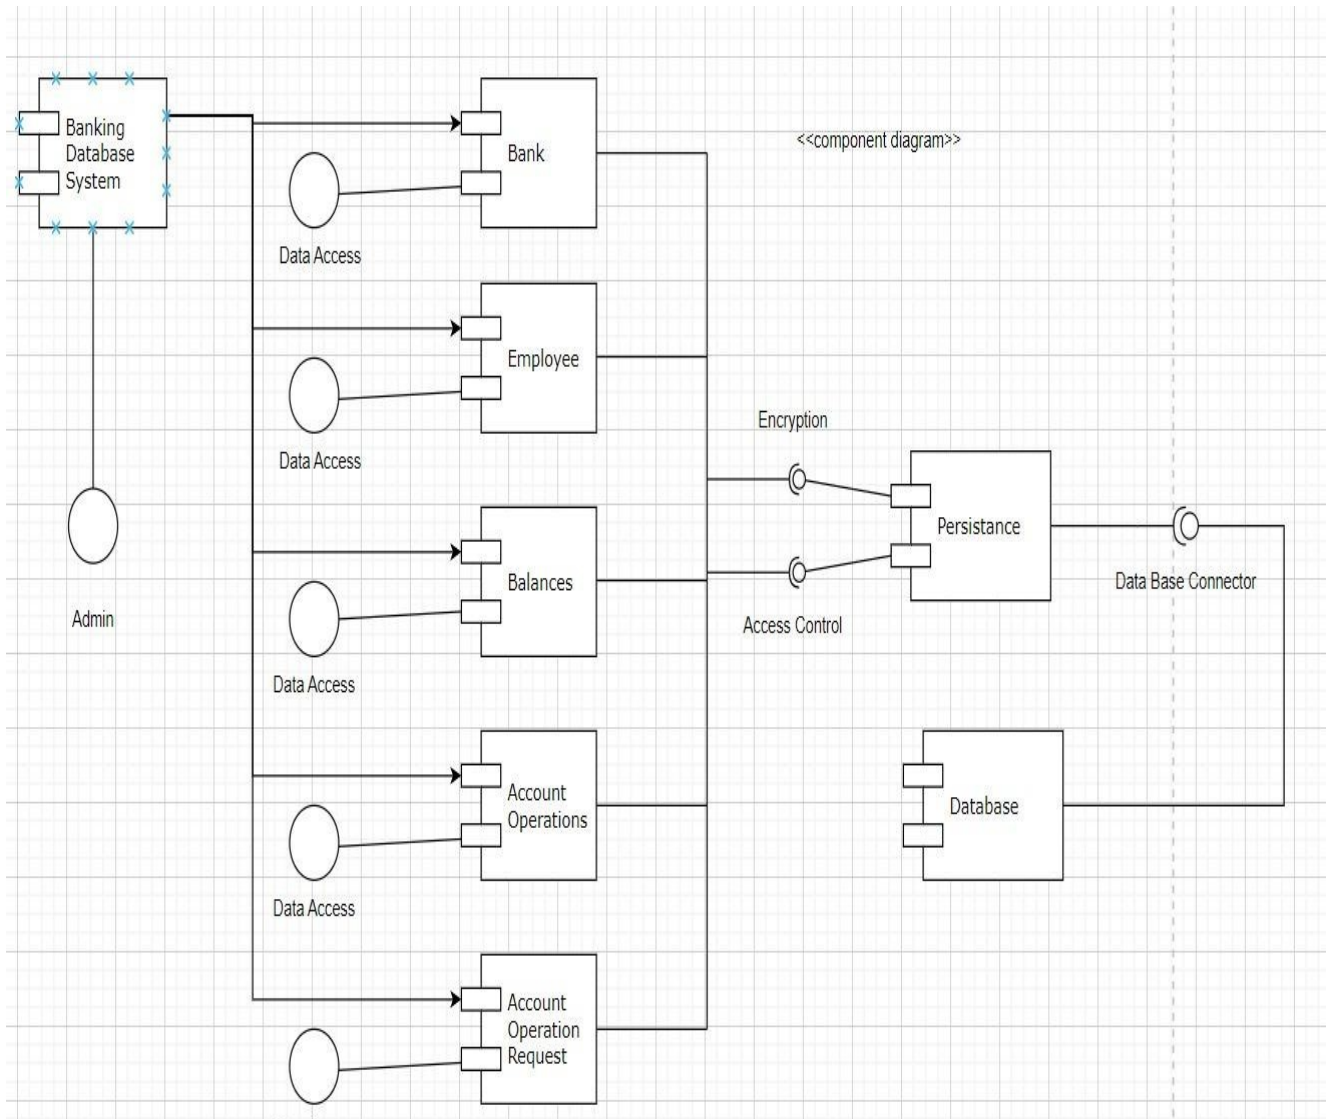 Banking
Database
System
Bank
<<component diagram>>
Data Access
Employee
Data Access
Encryption
Persistance
Data Base Connector
Balances
Access Control
Admin
Data Access
Account
Operations
Database
Data Access
Account
Operation
Request